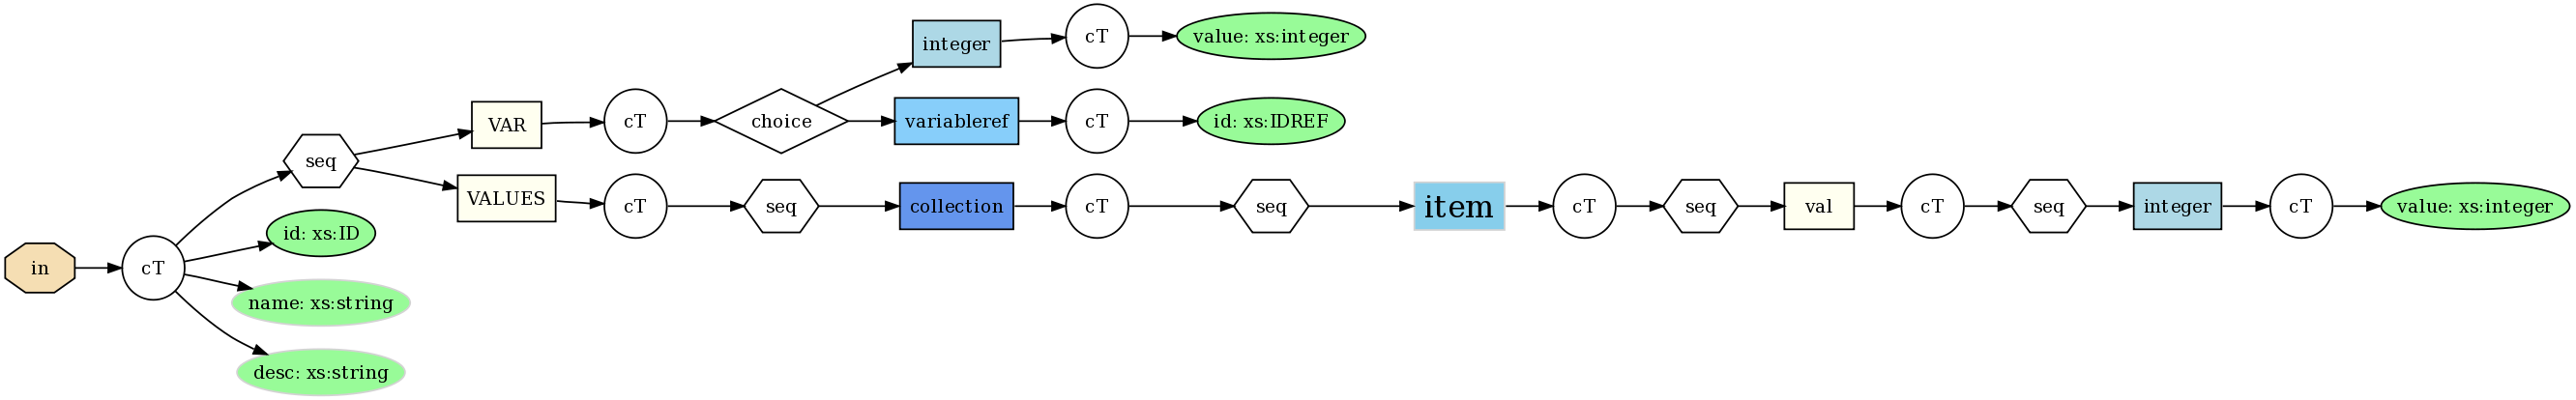 in
cT
seq
id: xs:ID
name: xs:string
desc: xs:string
VAR
cT
choice
integer
cT
value: xs:integer
variableref
cT
id: xs:IDREF
VALUES
cT
seq
collection
cT
seq
item
cT
seq
val
cT
seq
integer
cT
value: xs:integer